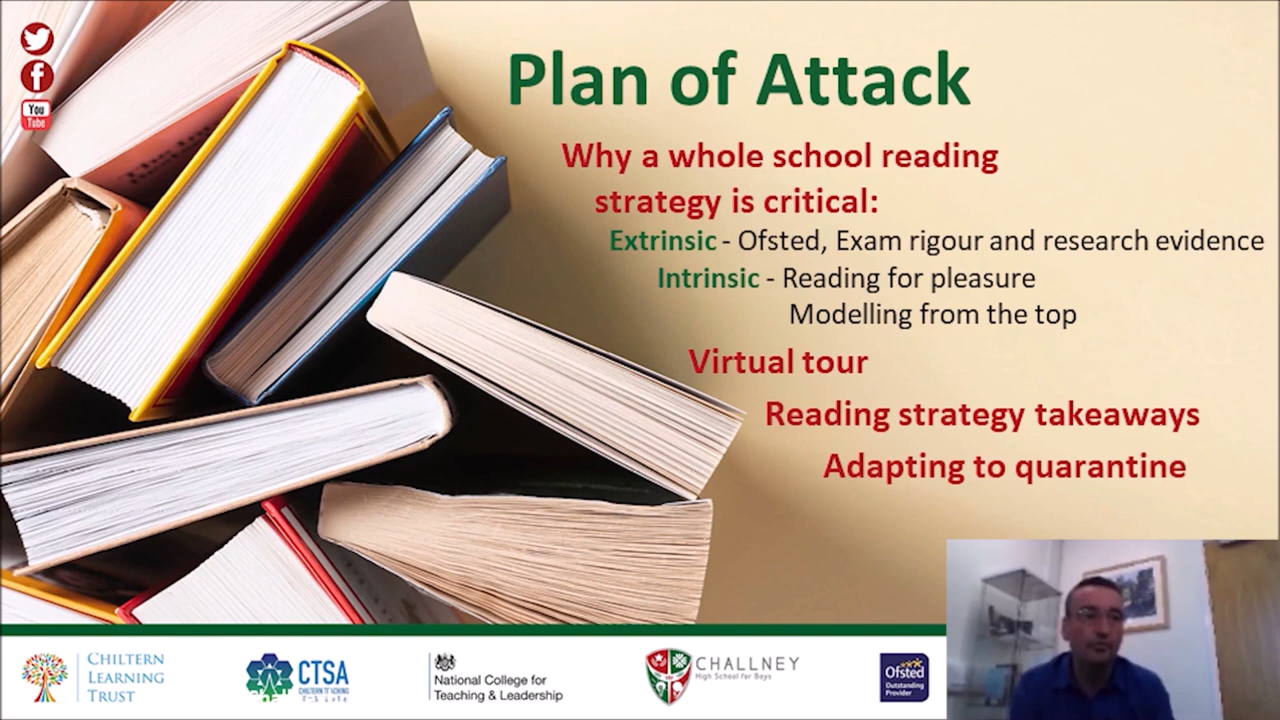 You
Tube
Plan of Attack
Why a whole school reading
strategy is critical:
Extrinsic - Ofsted, Exam rigour and research evidence
Intrinsic - Reading for pleasure
Modelling from the top
Virtual tour
Reading strategy takeaways
Adapting to quarantine
CHILTERN
LEARNING
TRUST
CTSA
National College for
Teaching & Leadership
CHALLNEY
High School for Boys
Ofsted
Outstanding
Provider